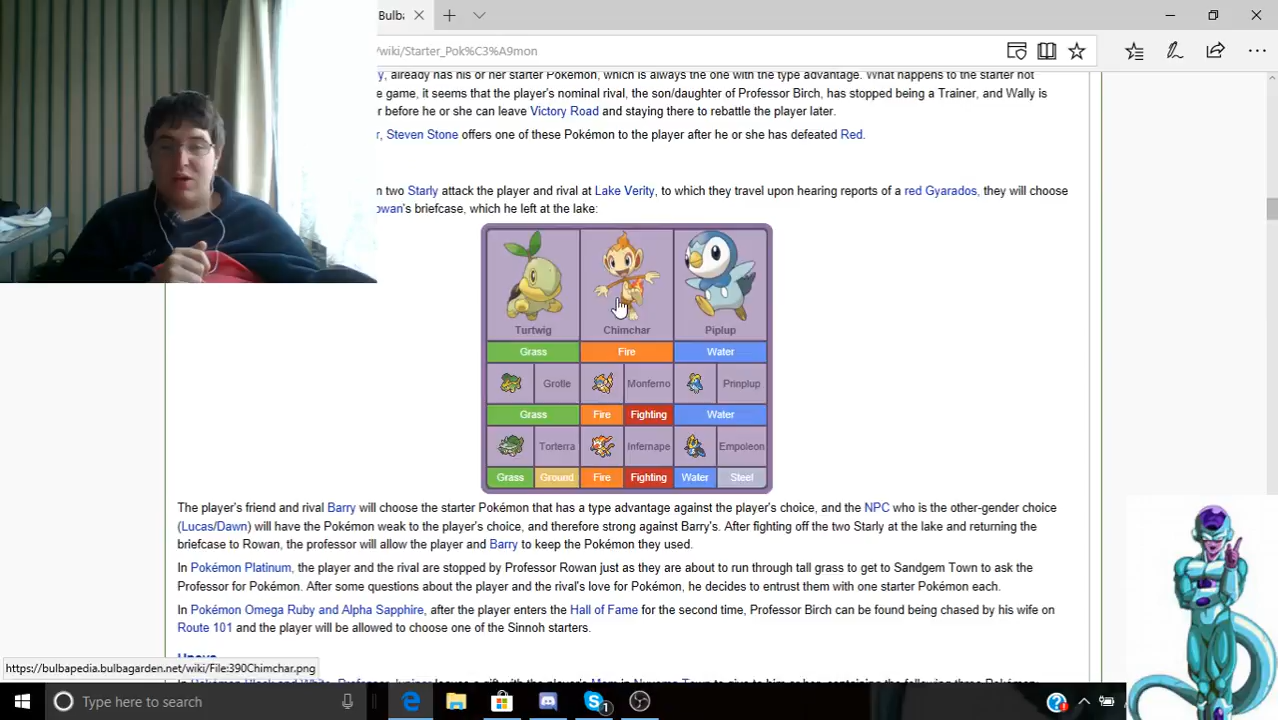 Bulba
/wiki/Starter_Pok%C3%A9mon
y, already has his or her starter Pokémon, which is always the one with the type advantage. What happens to the starter not
e game, it seems that the player's nominal rival, the son/daughter of Professor Birch, has stopped being a Trainer, and Wally is
er before he or she can leave Victory Road and staying there to rebattle the player later.
r, Steven Stone offers one of these Pokémon to the player after he or she has defeated Red.
n two Starly attack the player and rival at Lake Verity, to which they travel upon hearing reports of a red Gyarados, they will choose
owan's briefcase, which he left at the lake:
Turtwig Chimchar Piplup
Grass Fire Water
Grotle Monferno Prinplup
Grass Fire Fighting Water
Torterra Infernape Empoleon
Grass Ground Fire Fighting Water Steel
The player's friend and rival Barry will choose the starter Pokémon that has a type advantage against the player's choice, and the NPC who is the other-gender choice
(Lucas/Dawn) will have the Pokémon weak to the player's choice, and therefore strong against Barry's. After fighting off the two Starly at the lake and returning the
briefcase to Rowan, the professor will allow the player and Barry to keep the Pokémon they used.
In Pokémon Platinum, the player and the rival are stopped by Professor Rowan just as they are about to run through tall grass to get to Sandgem Town to ask the
Professor for Pokémon. After some questions about the player and the rival's love for Pokémon, he decides to entrust them with one starter Pokémon each.
In Pokémon Omega Ruby and Alpha Sapphire, after the player enters the Hall of Fame for the second time, Professor Birch can be found being chased by his wife on
Route 101 and the player will be allowed to choose one of the Sinnoh starters.
https://bulbapedia.bulbagarden.net/wiki/File:390Chimchar.png
Type here to search
1